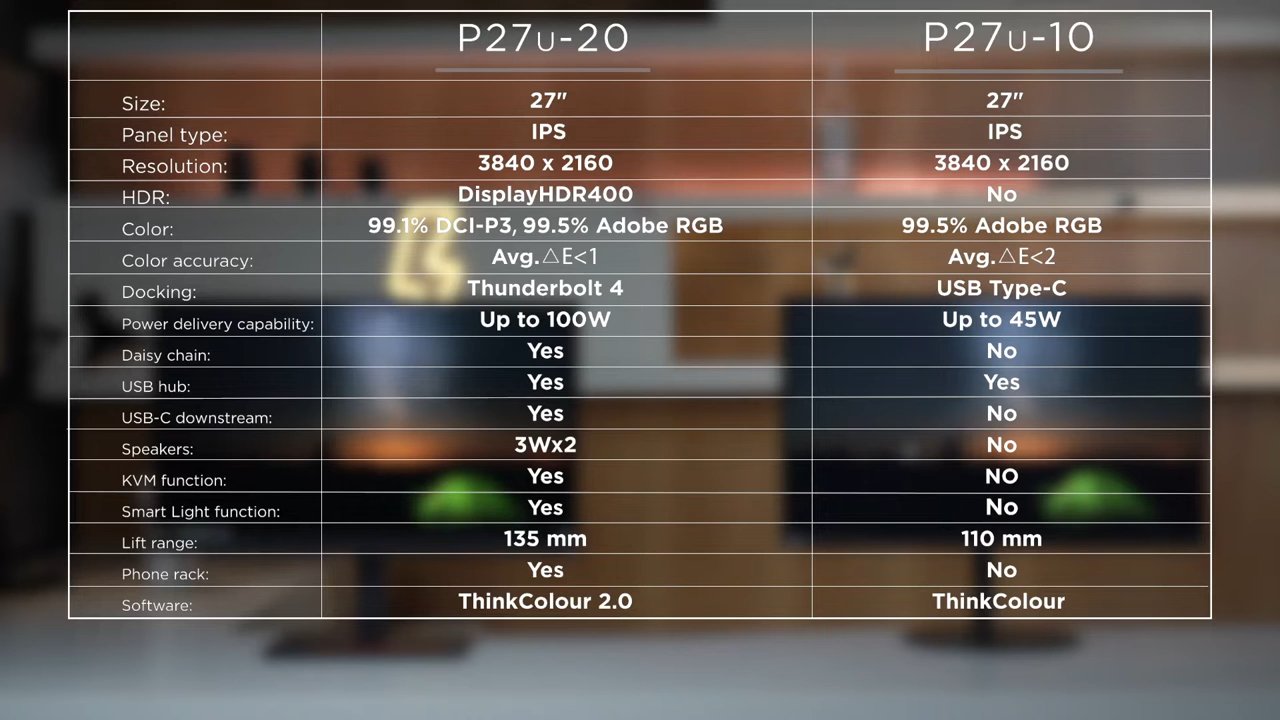 P27U-20 P27U-10
Size: 27" 27"
Panel type: IPS IPS
Resolution: 3840 x 2160 3840 x 2160
HDR: DisplayHDR400 No
Color: 99.1% DCI-P3, 99.5% Adobe RGB 99.5% Adobe RGB
Color accuracy: Avg.△E<1 Avg.△E<2
Docking: Thunderbolt 4 USB Type-C
Power delivery capability: Up to 100W Up to 45W
Daisy chain: Yes No
USB hub: Yes Yes
USB-C downstream: Yes No
Speakers: 3Wx2 No
KVM function: Yes NO
Smart Light function: Yes No
Lift range: 135 mm 110 mm
Phone rack: Yes No
Software: ThinkColour 2.0 ThinkColour